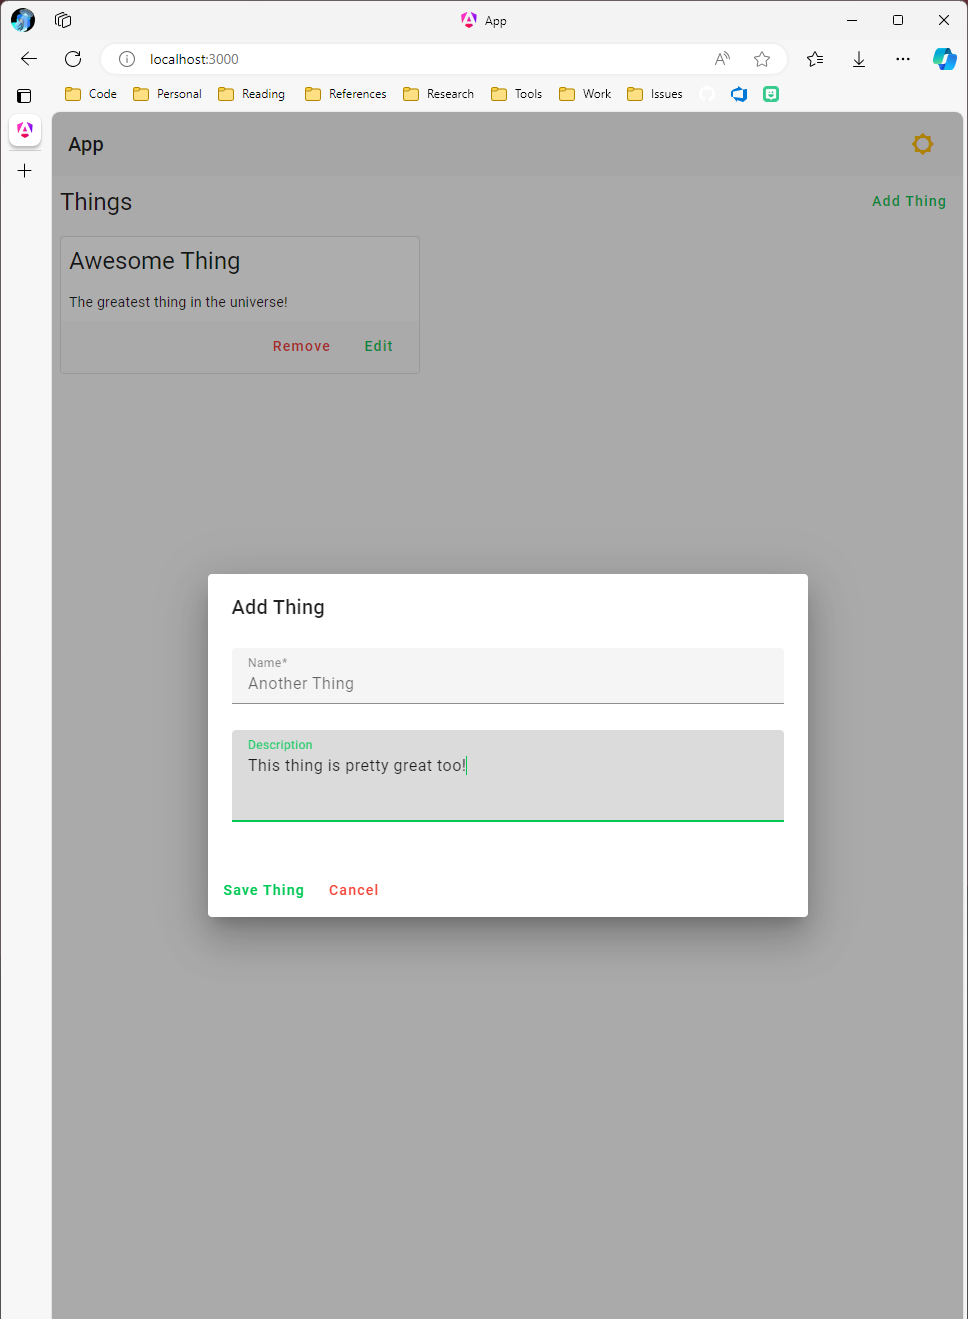 App
localhost:3000
Code Personal Reading References Research Tools Work Issues
App
Things
Add Thing
Awesome Thing
The greatest thing in the universe!
Remove Edit
Add Thing
Name*
Another Thing
Description
This thing is pretty great too!
Save Thing Cancel